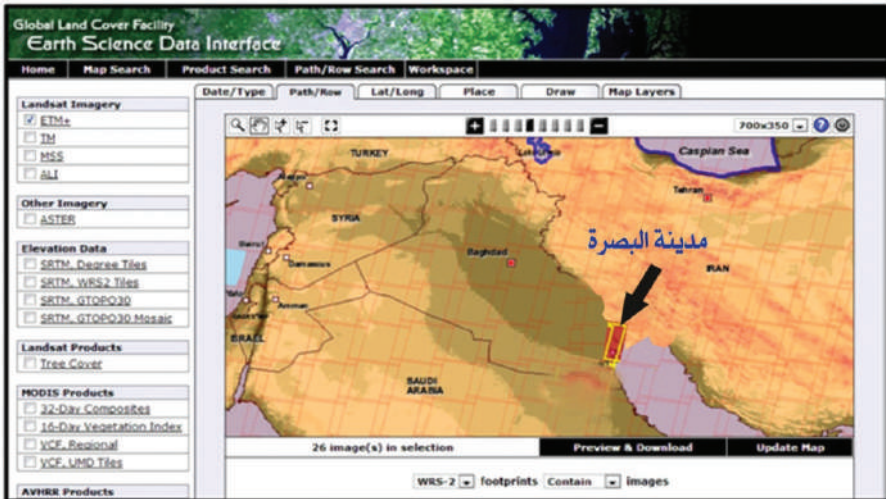 Global Land Cover Facility
Earth Science Data Interface
Home Map Search Product Search Path/Row Search Workspace
Date/Type Path/Row Lat/Long Place Draw Map Layers
Landsat Imagery
ETM+
TM
MSS
ALI
Other Imagery
ASTER
Elevation Data
SRTM, Degree Tiles
SRTM, WRS2 Tiles
SRTM, GTOPO30
SRTM, GTOPO30 Mosaic
Landsat Products
Tree Cover
MODIS Products
32-Day Composites
16-Day Vegetation Index
VCF, Regional
VCF, UMD Tiles
AVHRR Products
700x350
TURKEY
Caspian Sea
Tehran
SYRIA
Beirut
Damascus
Baghdad
مدينة البصرة
IRAN
Amman
ISRAEL
SAUDI
ARABIA
26 image(s) in selection
Preview & Download
Update Map
WRS-2 footprints Contain images